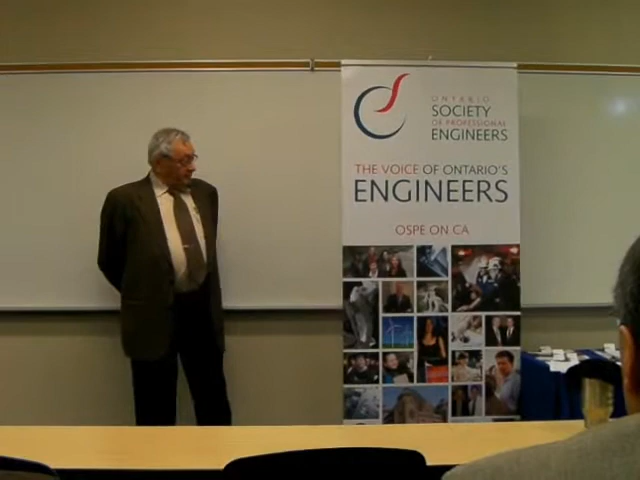 ONTARIO
SOCIETY
OF PROFESSIONAL
ENGINEERS
THE VOICE OF ONTARIO'S
ENGINEERS
OSPE ON CA